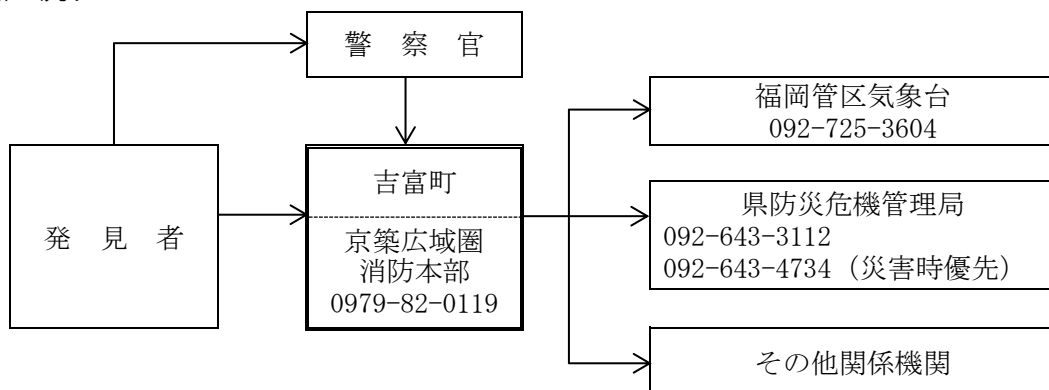 警察官
福岡管区気象台
092-725-3604
発見者
吉富町
京築広域圏
消防本部
0979-82-0119
県防災危機管理局
092-643-3112
092-643-4734（災害時優先）
その他関係機関